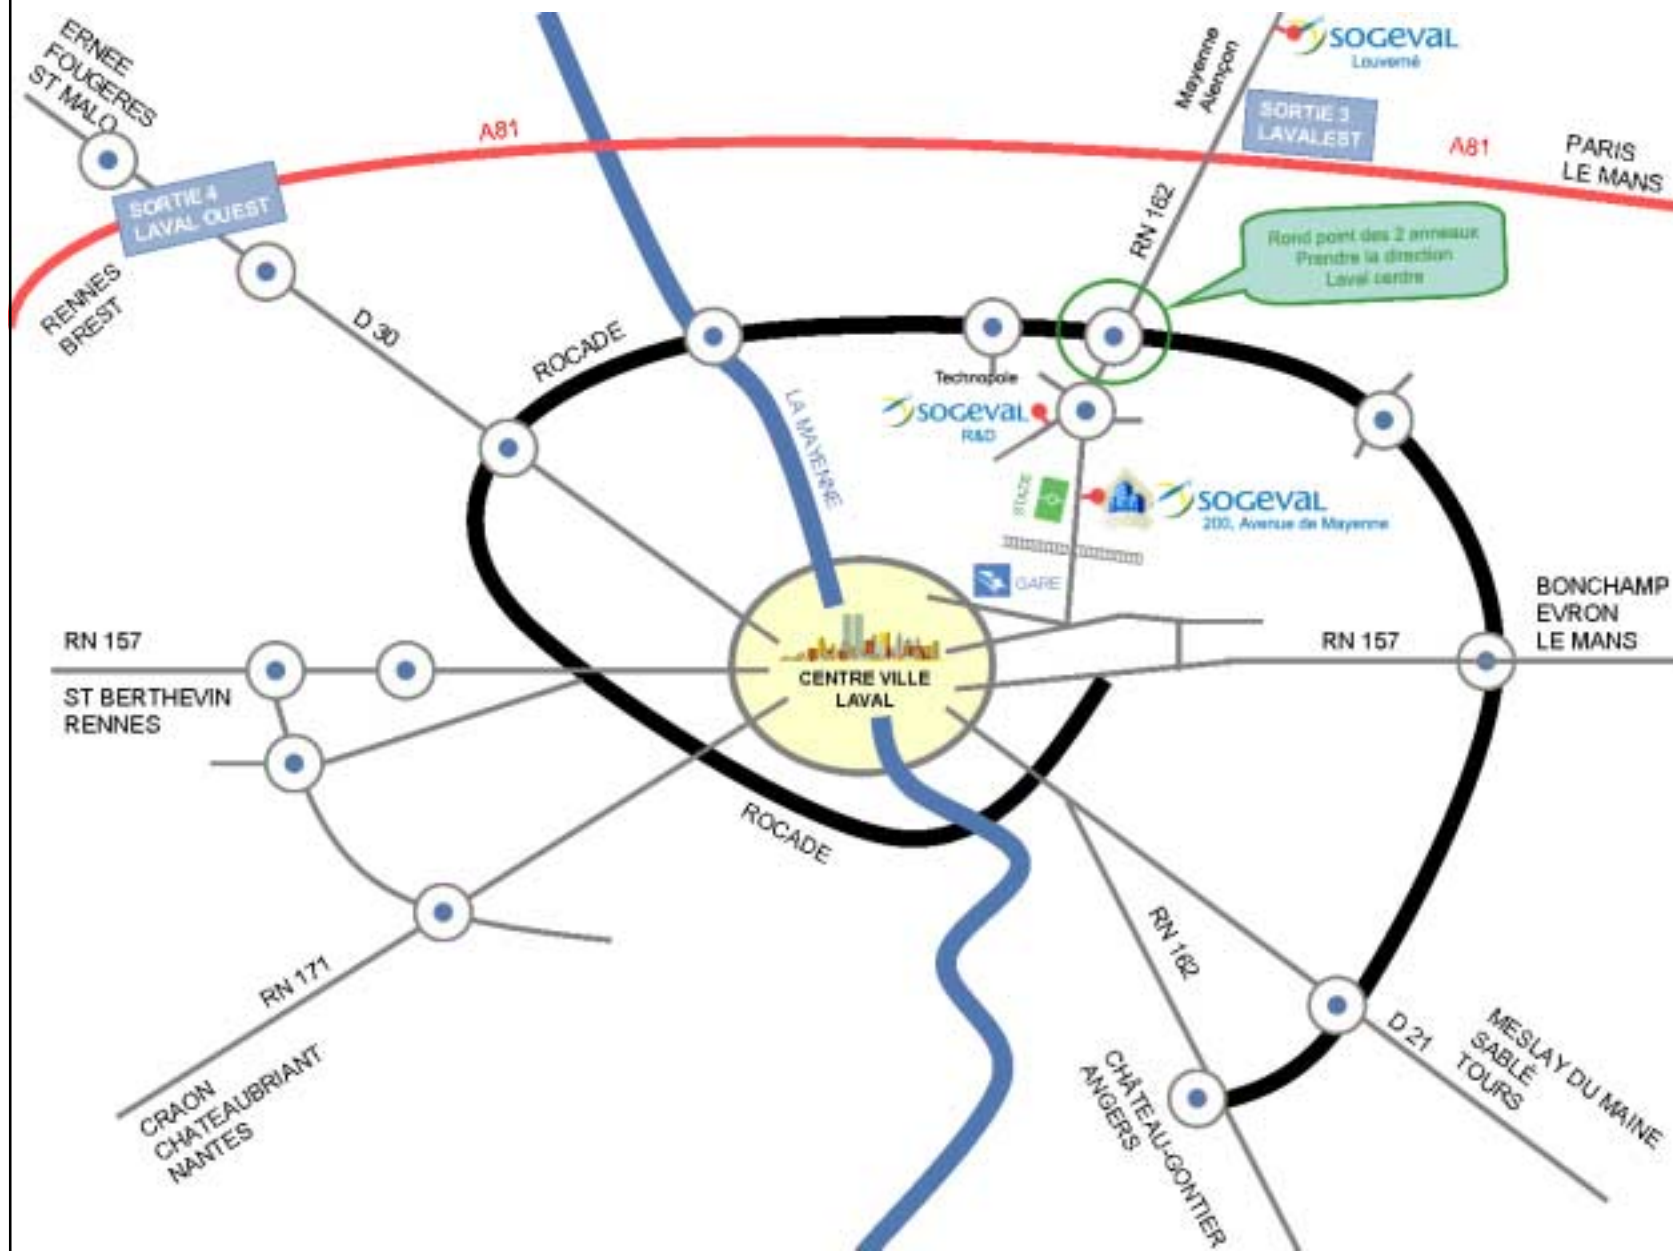 ERNEE
FOUGERES
ST MALO
A81
Mayenne
Alençon
SOGEVAL
Louverné
SORTIE 3
LAVALEST
A81
PARIS
LE MANS
SORTIE 4
LAVAL OUEST
RENNES
BREST
RN 162
Rond point des 2 anneaux
Prendre la direction
Laval centre
D 30
ROCADE
LA MAYENNE
Technopole
SOGEVAL
R&D
STADE
SOGEVAL
200, Avenue de Mayenne
GARE
BONCHAMP
EVRON
LE MANS
RN 157
RN 157
ST BERTHEVIN
RENNES
CENTRE VILLE
LAVAL
ROCADE
RN 171
CRAON
CHATEAUBRIANT
NANTES
RN 162
CHÂTEAU-GONTIER
ANGERS
D 21
MESLAY DU MAINE
SABLÉ
TOURS